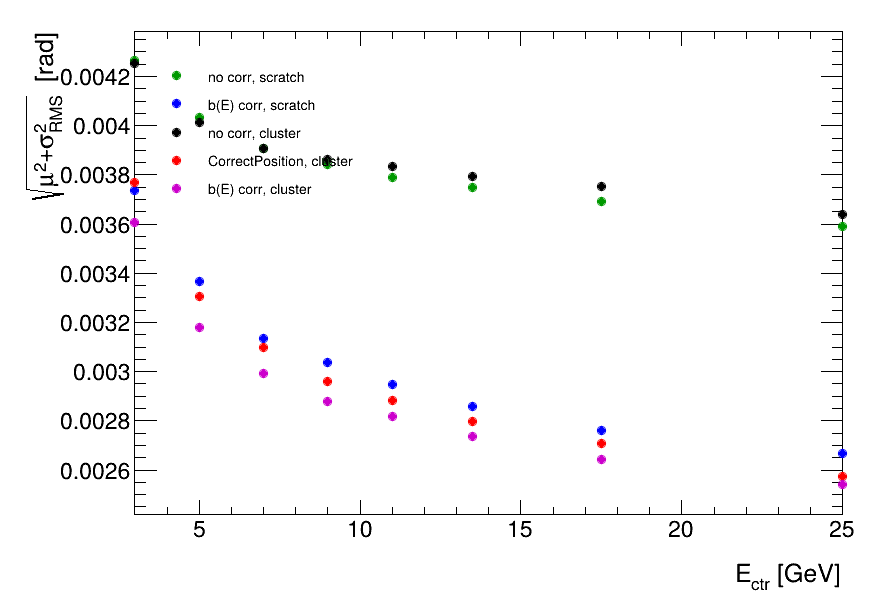 √μ²+σ²RMS [rad]
0.0042
0.004
0.0038
0.0036
0.0034
0.0032
0.003
0.0028
0.0026
no corr, scratch
b(E) corr, scratch
no corr, cluster
CorrectPosition, cluster
b(E) corr, cluster
5 10 15 20 25
Ectr [GeV]